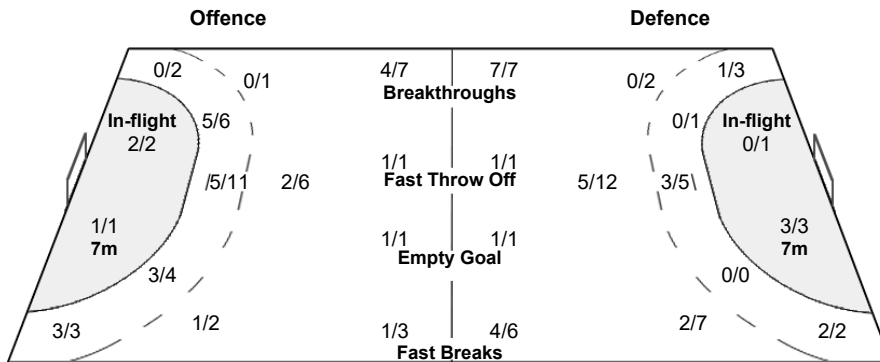 Offence Defence
0/2 0/1 4/7 7/7 0/2 1/3
Breakthroughs
In-flight 5/6 0/1 In-flight
2/2 0/1
1/1 1/1
5/11 2/6 Fast Throw Off 5/12 3/5
1/1 3/3
7m 1/1 1/1 7m
Empty Goal
3/4 0/0
3/3 1/2 1/3 4/6 2/7 2/2
Fast Breaks